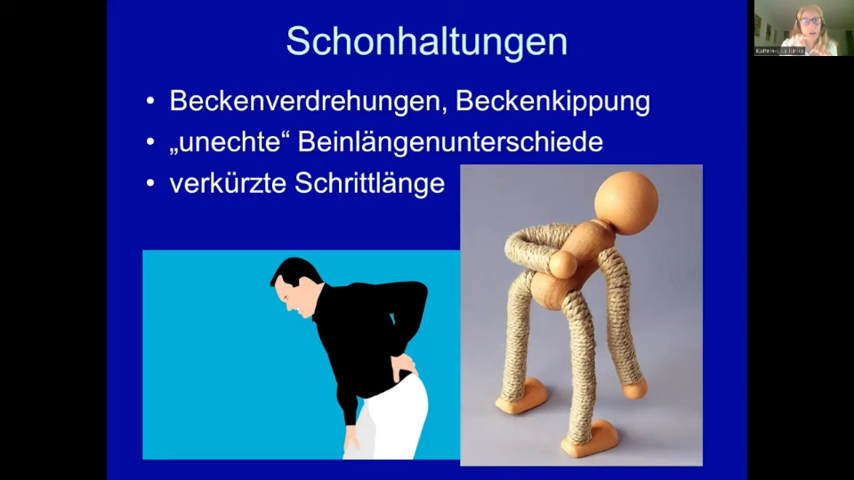 Schonhaltungen
• Beckenverdrehungen, Beckenkippung
• „unechte“ Beinlängenunterschiede
• verkürzte Schrittlänge